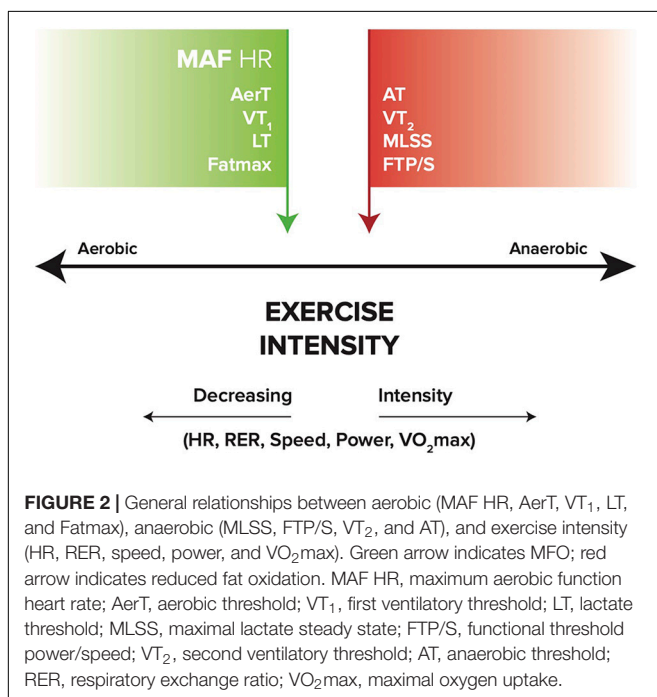 MAF HR
AerT
VT₁
LT
Fatmax
AT
VT₂
MLSS
FTP/S
Aerobic
Anaerobic
EXERCISE
INTENSITY
Decreasing Intensity
(HR, RER, Speed, Power, VO₂max)
FIGURE 2 | General relationships between aerobic (MAF HR, AerT, VT₁, LT,
and Fatmax), anaerobic (MLSS, FTP/S, VT₂, and AT), and exercise intensity
(HR, RER, speed, power, and VO₂max). Green arrow indicates MFO; red
arrow indicates reduced fat oxidation. MAF HR, maximum aerobic function
heart rate; AerT, aerobic threshold; VT₁, first ventilatory threshold; LT, lactate
threshold; MLSS, maximal lactate steady state; FTP/S, functional threshold
power/speed; VT₂, second ventilatory threshold; AT, anaerobic threshold;
RER, respiratory exchange ratio; VO₂max, maximal oxygen uptake.